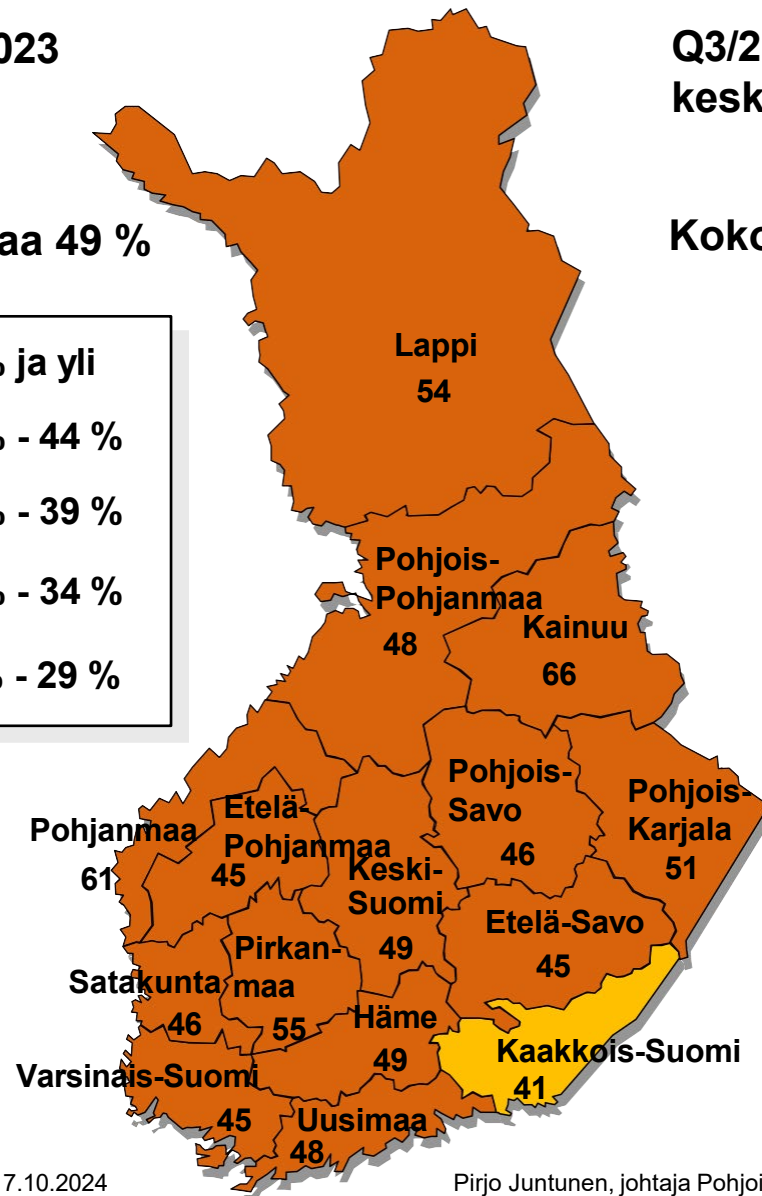 023
Q3/2
kesk
aa 49 %
Koko
% ja yli
% - 44 %
% - 39 %
% - 34 %
% - 29 %
Lappi
54
Pohjois-
Pohjanmaa
48
Kainuu
66
Pohjanmaa
61
Etelä-
Pohjanmaa
45
Keski-
Suomi
49
Pohjois-
Savo
46
Pohjois-
Karjala
51
Etelä-Savo
45
Satakunta
46
Pirkan-
maa
55
Häme
49
Kaakkois-Suomi
41
Varsinais-Suomi
45
Uusimaa
48
7.10.2024
Pirjo Juntunen, johtaja Pohjoi